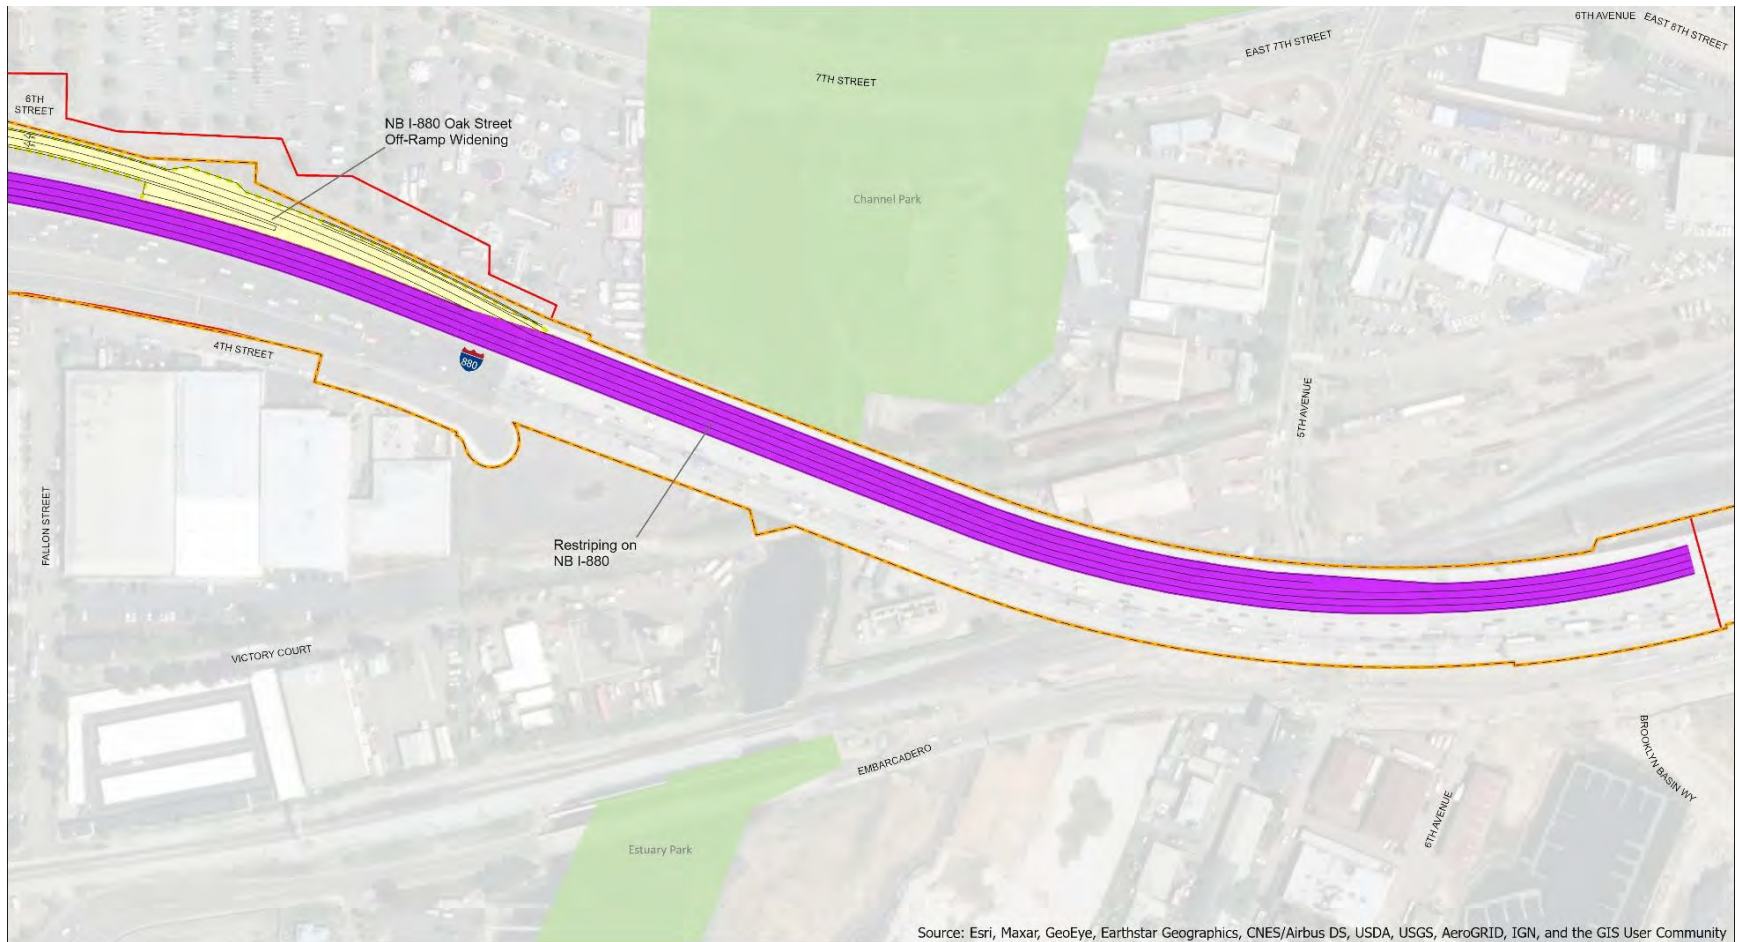 6TH AVENUE
EAST 8TH STREET
EAST 7TH STREET
7TH STREET
6TH
STREET
NB I-880 Oak Street
Off-Ramp Widening
Channel Park
4TH STREET
880
5TH AVENUE
FALLON STREET
Restriping on
NB I-880
VICTORY COURT
EMBARCADERO
BROOKLYN BASIN WY
6TH AVENUE
Estuary Park
Source: Esri, Maxar, GeoEye, Earthstar Geographics, CNES/Airbus DS, USDA, USGS, AeroGRID, IGN, and the GIS User Community